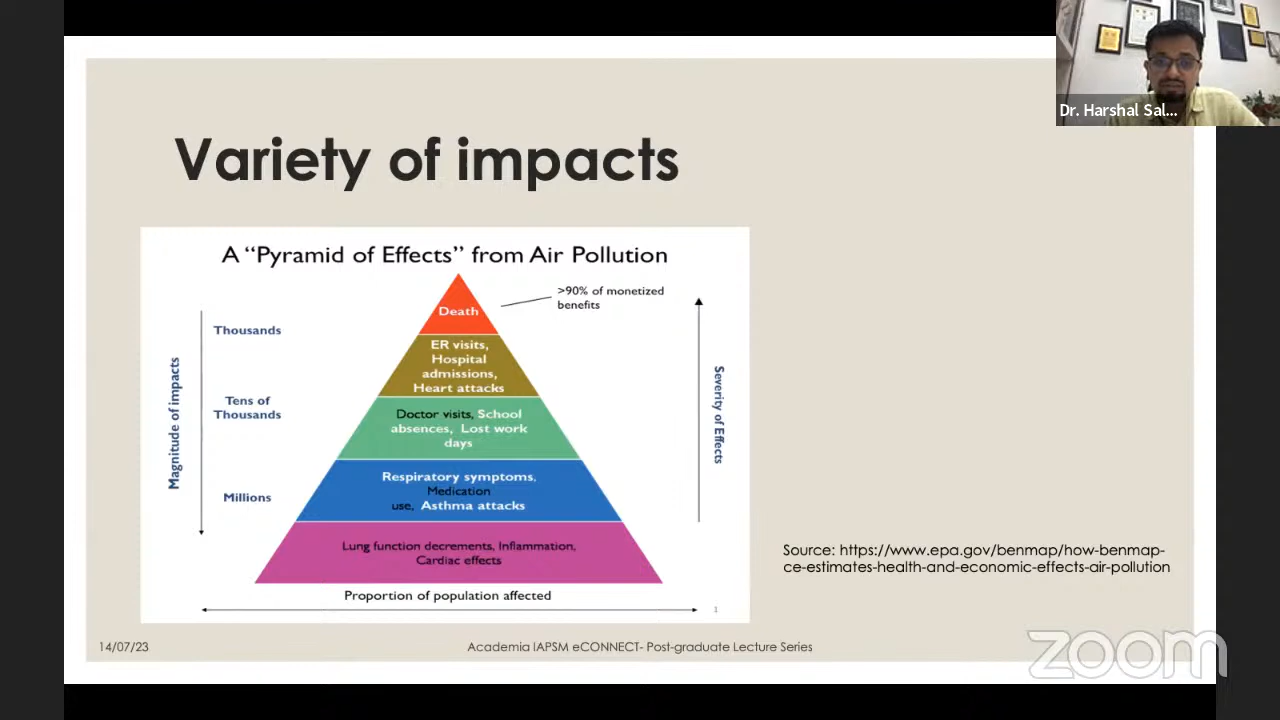 Dr. Harshal Sal...
Variety of impacts
A “Pyramid of Effects” from Air Pollution
>90% of monetized
benefits
Death
Thousands
ER visits,
Hospital
admissions,
Heart attacks
Magnitude of impacts
Severity of Effects
Tens of
Thousands
Doctor visits, School
absences, Lost work
days
Millions
Respiratory symptoms,
Medication
use, Asthma attacks
Lung function decrements, Inflammation,
Cardiac effects
Proportion of population affected
1
Source: https://www.epa.gov/benmap/how-benmap-
ce-estimates-health-and-economic-effects-air-pollution
14/07/23
Academia IAPSM eCONNECT- Post-graduate Lecture Series
zoom